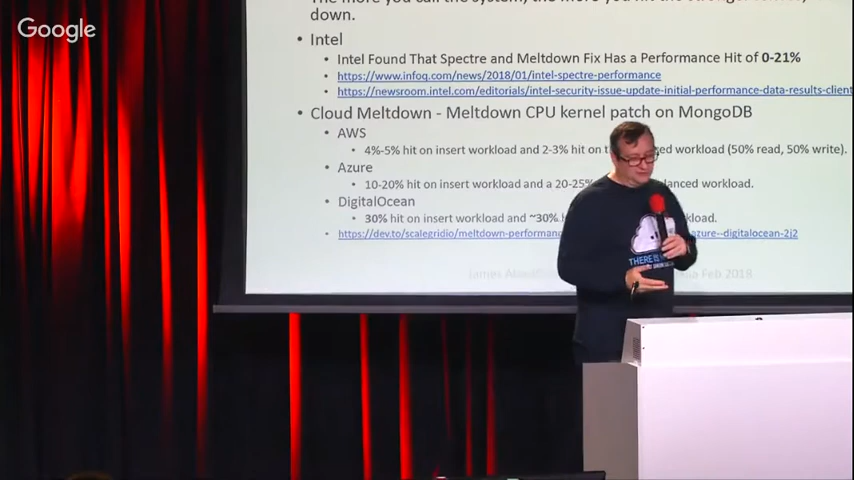 Google
down.
• Intel
• Intel Found That Spectre and Meltdown Fix Has a Performance Hit of 0-21%
• https://www.infoq.com/news/2018/01/intel-spectre-performance
• https://newsroom.intel.com/editorials/intel-security-issue-update-initial-performance-data-results-client
• Cloud Meltdown - Meltdown CPU kernel patch on MongoDB
• AWS
• 4%-5% hit on insert workload and 2-3% hit on workload (50% read, 50% write).
• Azure
• 10-20% hit on insert workload and a 20-25% workload.
• DigitalOcean
• 30% hit on insert workload and ~30%
• https://dev.to/scalegridio/meltdown-performanc azure--digitalocean-2j2
James Feb 2018
THERE IS